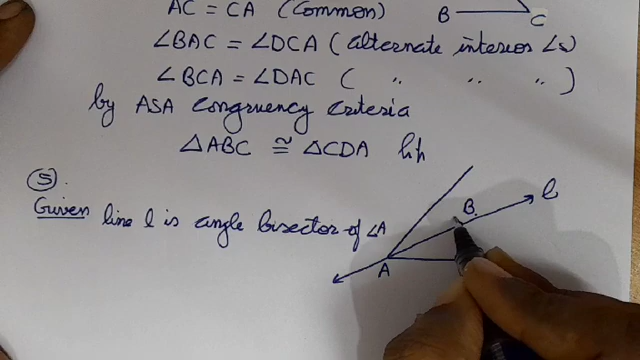 AC = CA (Common)
B C
∠BAC = ∠DCA (alternate interior ∠s)
∠BCA = ∠DAC ( " " " )
by ASA Congruency Criteria
△ABC ≅ △CDA
(5).
Given line l is angle bisector of ∠A
B
l
A